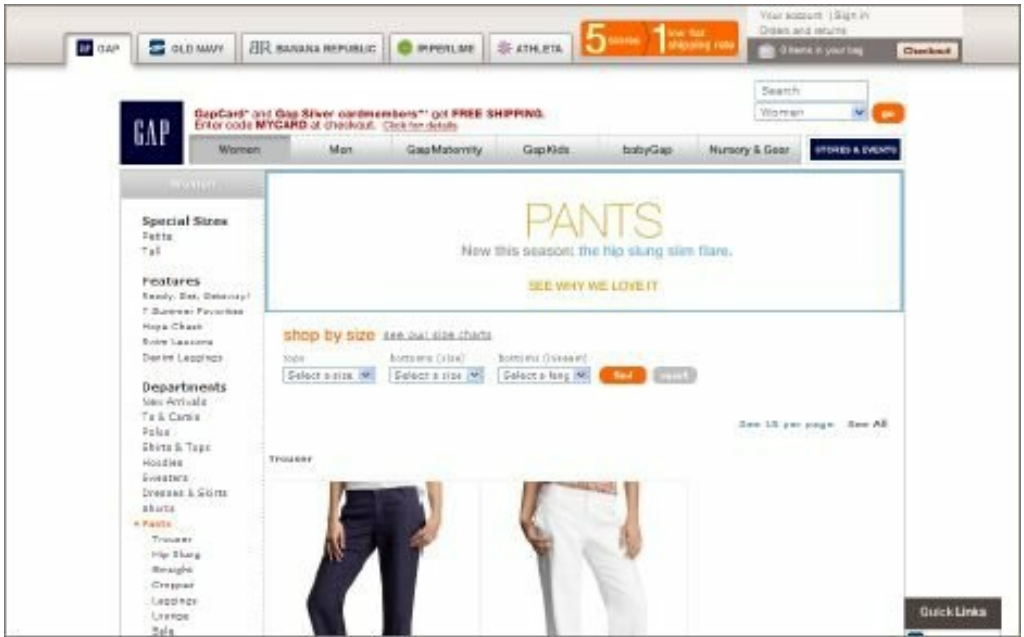 Your account | Sign in
GAP
OLD NAVY
BR BANANA REPUBLIC
PIPERLIME
ATHLETA
5 stores 1 low flat shipping rate
Orders and returns
0 items in your bag
Checkout
Search
Women
go
GAP
GapCard* and Gap Silver cardmembers** get FREE SHIPPING.
Enter code MYCARD at checkout. Click for details
Women
Men
GapMaternity
GapKids
babyGap
Nursery & Gear
STORES & EVENTS
Women
PANTS
New this season: the hip slung slim flare.
SEE WHY WE LOVE IT
Special Sizes
Petite
Tall
Features
Ready, Set, Getaway!
7 Summer Favorites
Hope Chest
Swim Lessons
Denim Leggings
Departments
New Arrivals
Ts & Camis
Polos
Shirts & Tops
Hoodies
Sweaters
Dresses & Skirts
Shorts
Pants
Trouser
Hip Slung
Straight
Cropped
Leggings
Lounge
Sale
shop by size see our size charts
tops
bottoms (size)
bottoms (inseam)
Select a size
Select a size
Select a leng
find
reset
See 15 per page
See All
Trouser
Quick Links